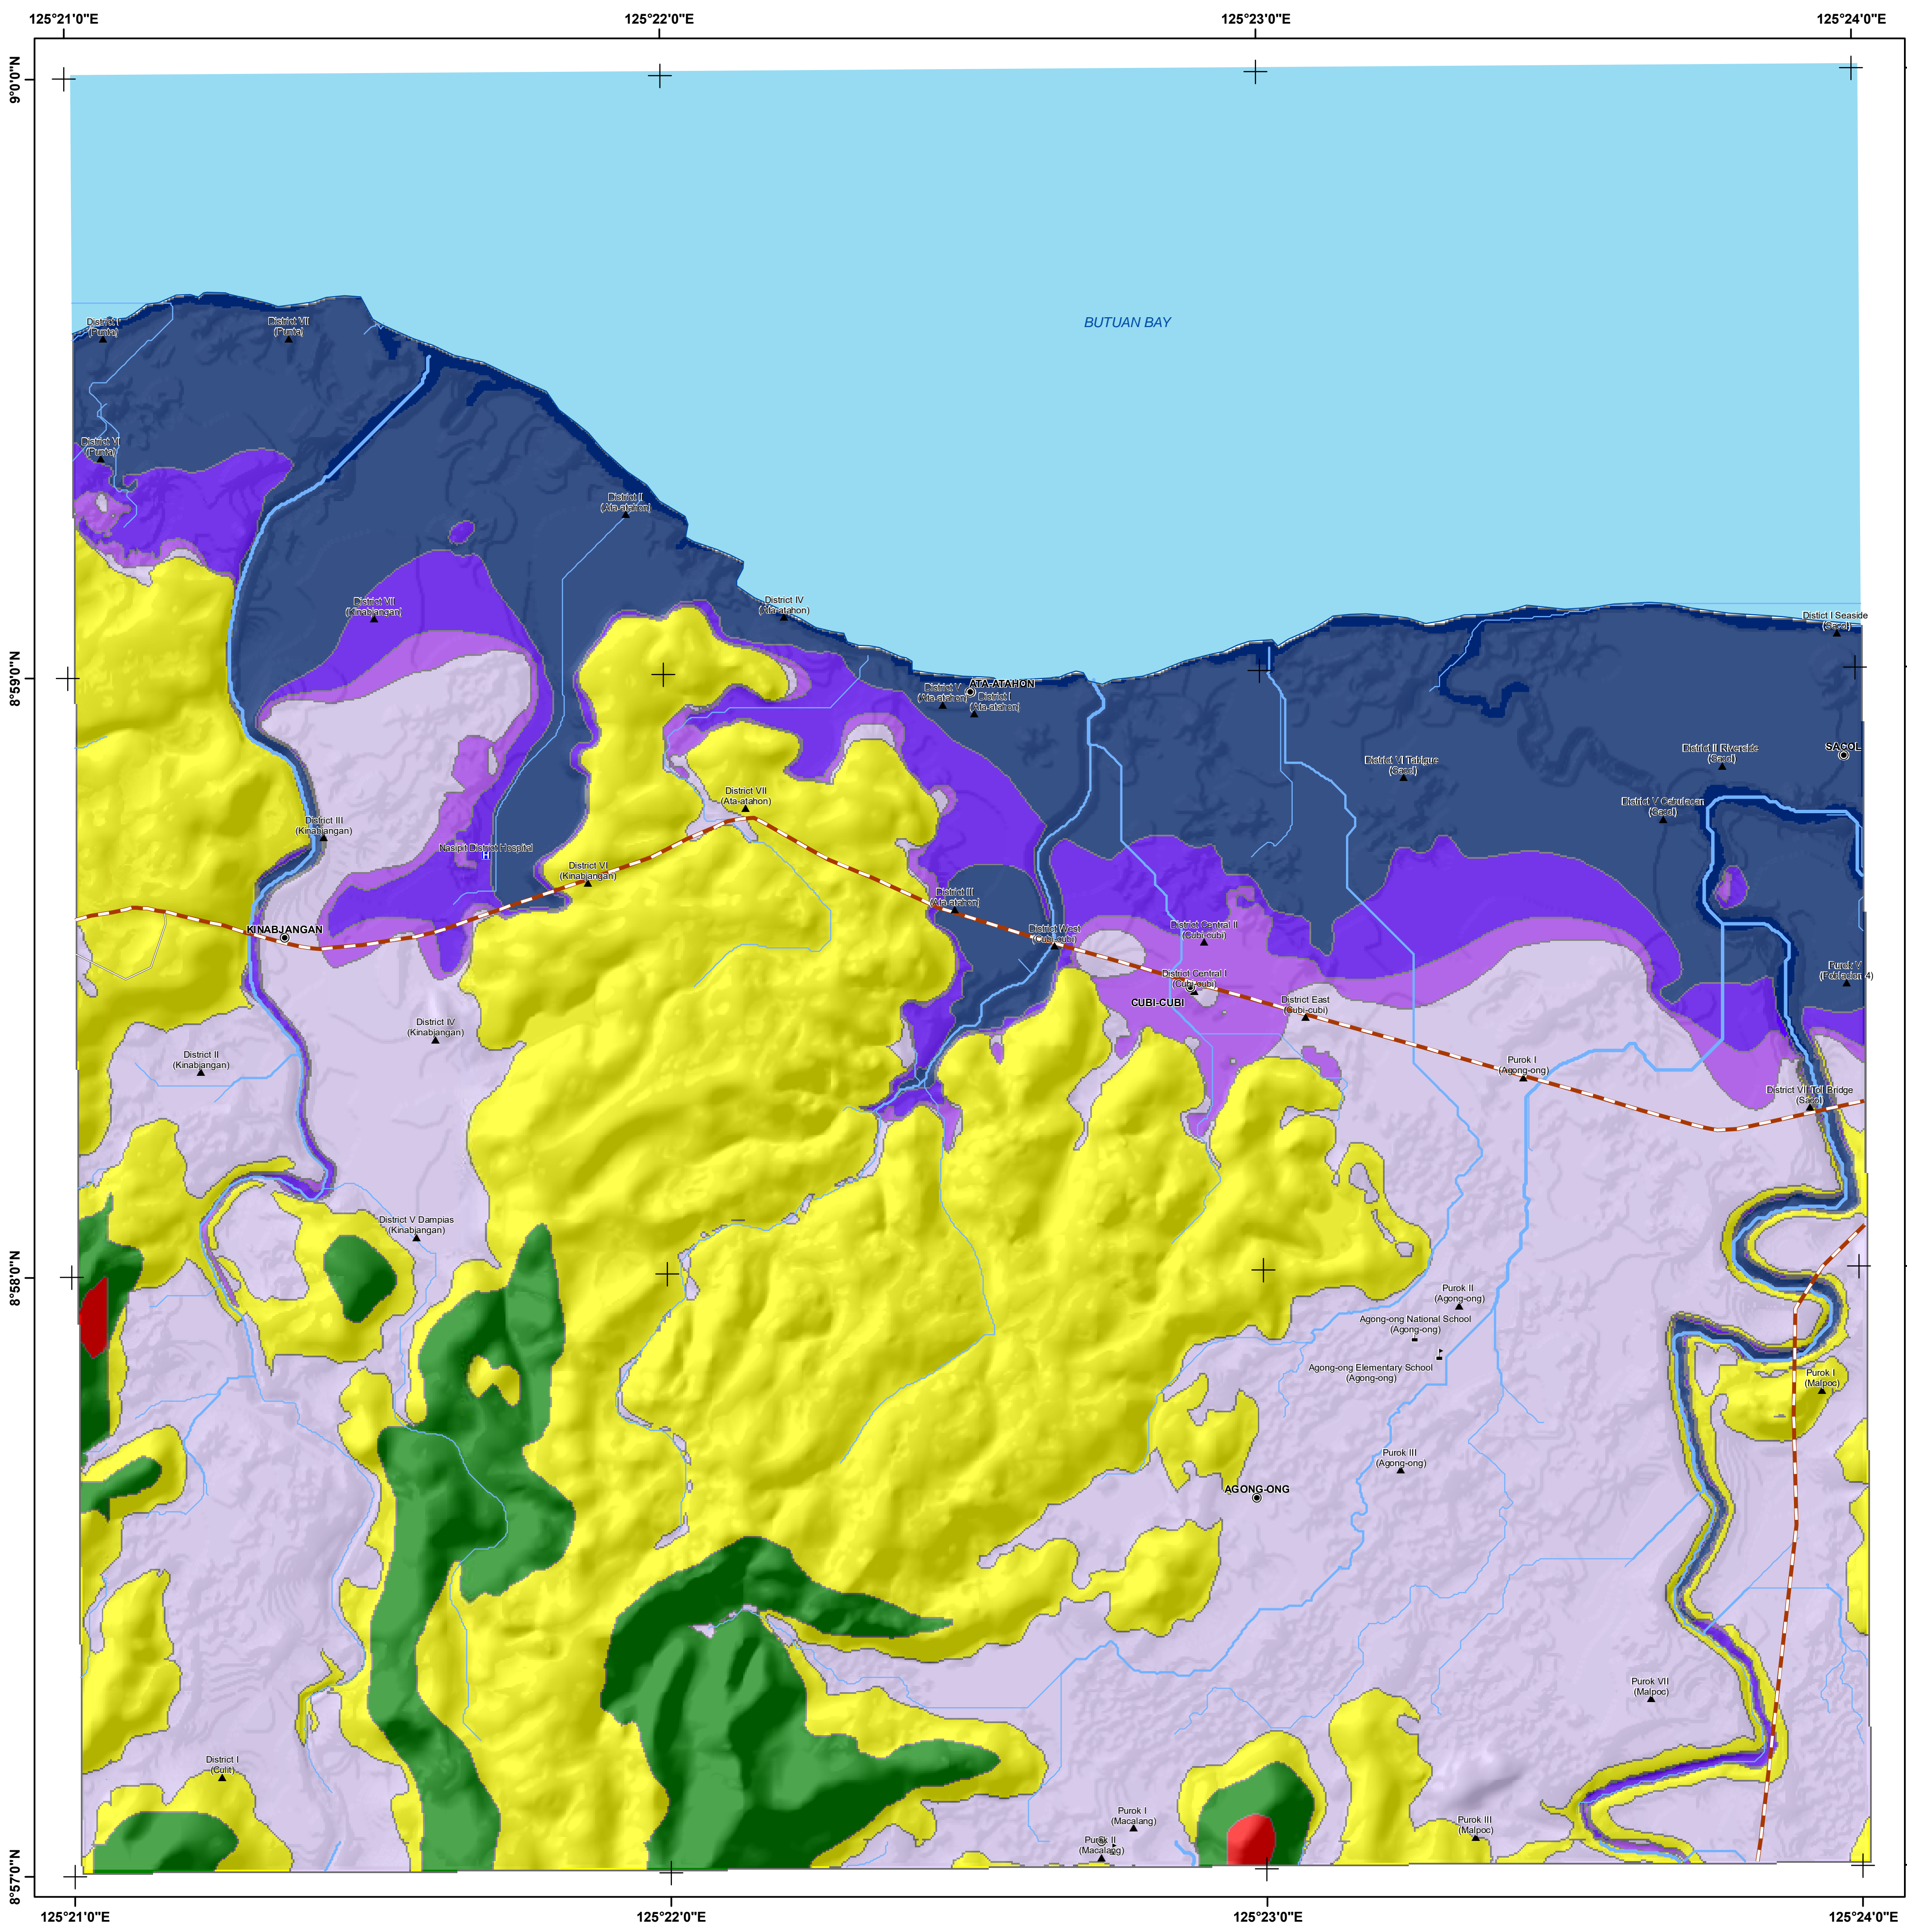 125°21'0"E
125°22'0"E
125°23'0"E
125°24'0"E
9°0'0"N
BUTUAN BAY
District I
(Punta)
District VII
(Punta)
District VI
(Punta)
District II
(Ata-atahon)
District VII
(Kinabjangan)
District IV
(Ata-atahon)
Distict I Seaside
(Sacol)
8°59'0"N
ATA-ATAHON
District V
(Ata-atahon)
District I
(Ata-atahon)
SACOL
District II Riverside
(Sacol)
District VI Tabigue
(Sacol)
District VII
(Ata-atahon)
District V Cabulacan
(Sacol)
District III
(Kinabjangan)
Nasipit District Hospital
H
District VI
(Kinabjangan)
District III
(Ata-atahon)
KINABJANGAN
District West
(Cubi-cubi)
District Central II
(Cubi-cubi)
Purok V
(Poblacion 4)
District Central I
(Cubi-cubi)
CUBI-CUBI
District East
(Cubi-cubi)
District IV
(Kinabjangan)
District II
(Kinabjangan)
Purok I
(Agong-ong)
District VII Toll Bridge
(Sacol)
District V Dampias
(Kinabjangan)
8°58'0"N
Purok II
(Agong-ong)
Agong-ong National School
(Agong-ong)
Agong-ong Elementary School
(Agong-ong)
Purok I
(Malpoc)
Purok III
(Agong-ong)
AGONG-ONG
Purok VII
(Malpoc)
District I
(Culit)
Purok I
(Macalang)
Purok III
(Malpoc)
Purok II
(Macalang)
8°57'0"N
125°21'0"E
125°22'0"E
125°23'0"E
125°24'0"E